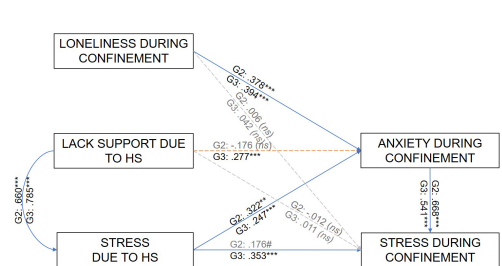 LONELINESS DURING
CONFINEMENT
G2: .378***
G3: .394***
G2: .006 (ns)
G3: .042 (ns)
LACK SUPPORT DUE
TO HS
G2: -.176 (ns)
G3: .277***
ANXIETY DURING
CONFINEMENT
G2: .660***
G3: .785***
G2: .322**
G3: .247***
G2: -.012 (ns)
G3: .011 (ns)
G2: .668***
G3: .541***
STRESS
DUE TO HS
G2: .176#
G3: .353***
STRESS DURING
CONFINEMENT